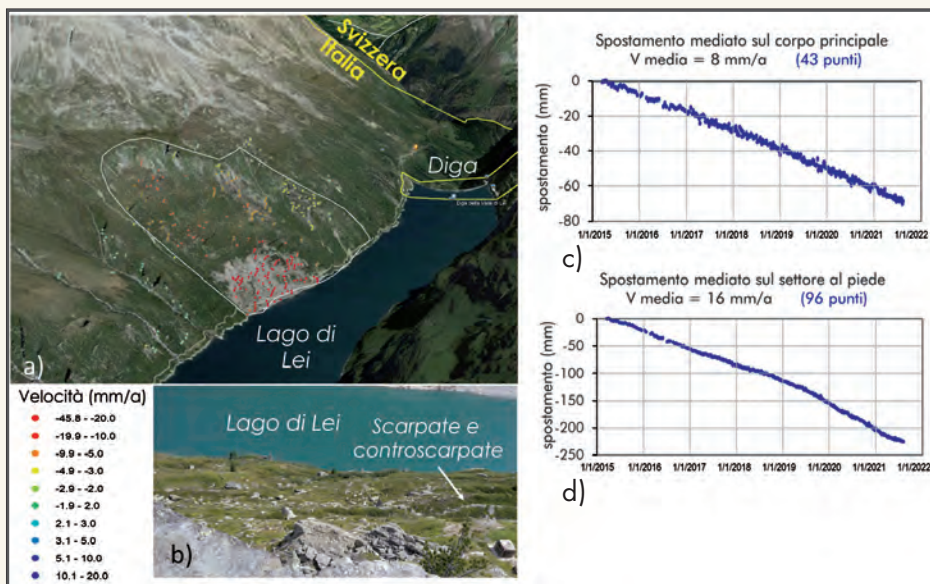 Svizzera
Italia
Diga
Lago di
Lei
a)
Velocità (mm/a)
-45.8 - -20.0
-19.9 - -10.0
-9.9 - -5.0
-4.9 - -3.0
-2.9 - -2.0
-1.9 - 2.0
2.1 - 3.0
3.1 - 5.0
5.1 - 10.0
10.1 - 20.0
Lago di Lei
Scarpate e
controscarpate
b)
Spostamento mediato sul corpo principale
V media = 8 mm/a (43 punti)
spostamento (mm)
0
-20
-40
-60
-80
1/1/2015 1/1/2016 1/1/2017 1/1/2018 1/1/2019 1/1/2020 1/1/2021 1/1/2022
c)
Spostamento mediato sul settore al piede
V media = 16 mm/a (96 punti)
spostamento (mm)
0
-50
-100
-150
-200
-250
1/1/2015 1/1/2016 1/1/2017 1/1/2018 1/1/2019 1/1/2020 1/1/2021 1/1/2022
d)